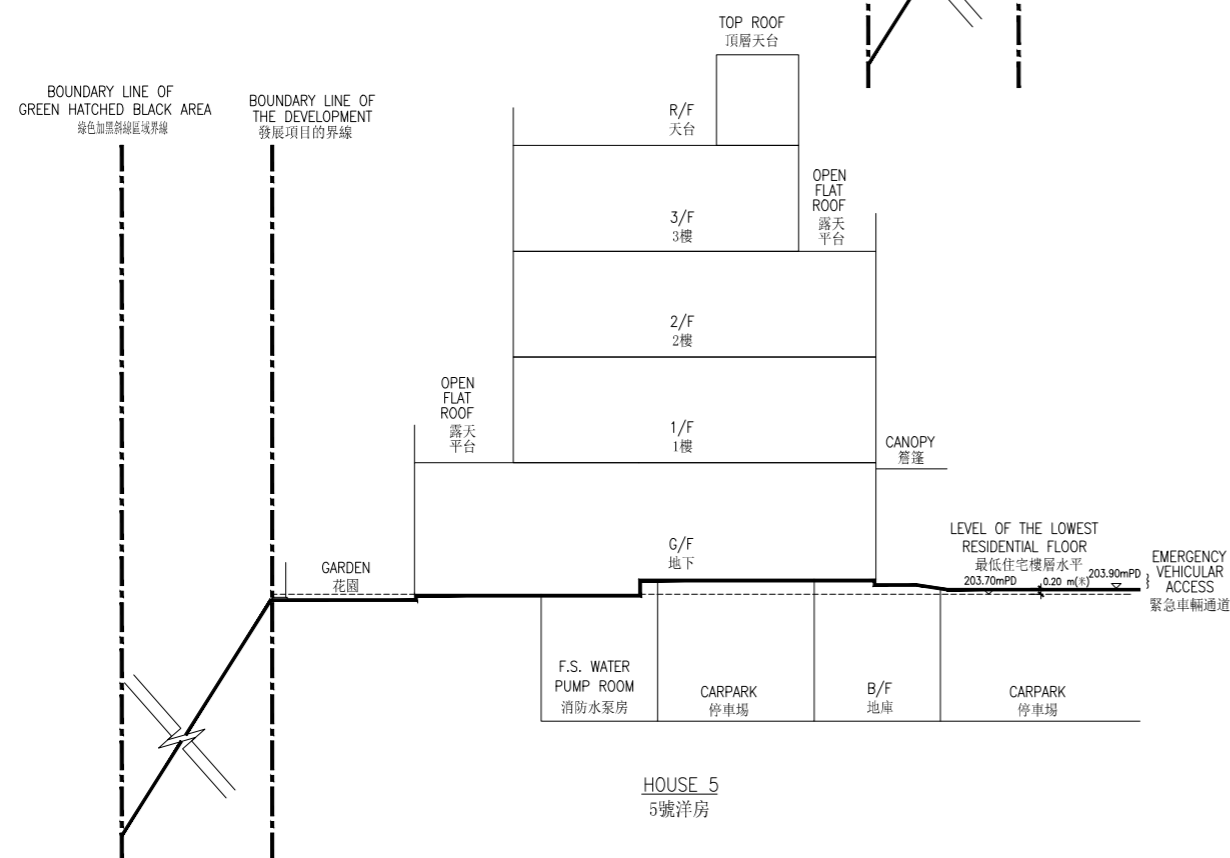 TOP ROOF
頂層天台
BOUNDARY LINE OF
GREEN HATCHED BLACK AREA
綠色加黑斜線區域界線
BOUNDARY LINE OF
THE DEVELOPMENT
發展項目的界線
R/F
天台
OPEN
FLAT
ROOF
露天
平台
3/F
3樓
2/F
2樓
OPEN
FLAT
ROOF
露天
平台
1/F
1樓
CANOPY
簷篷
G/F
地下
GARDEN
花園
LEVEL OF THE LOWEST
RESIDENTIAL FLOOR
最低住宅樓層水平
203.70mPD
0.20 m(米)
203.90mPD
EMERGENCY
VEHICULAR
ACCESS
緊急車輛通道
F.S. WATER
PUMP ROOM
消防水泵房
CARPARK
停車場
B/F
地庫
CARPARK
停車場
HOUSE 5
5號洋房